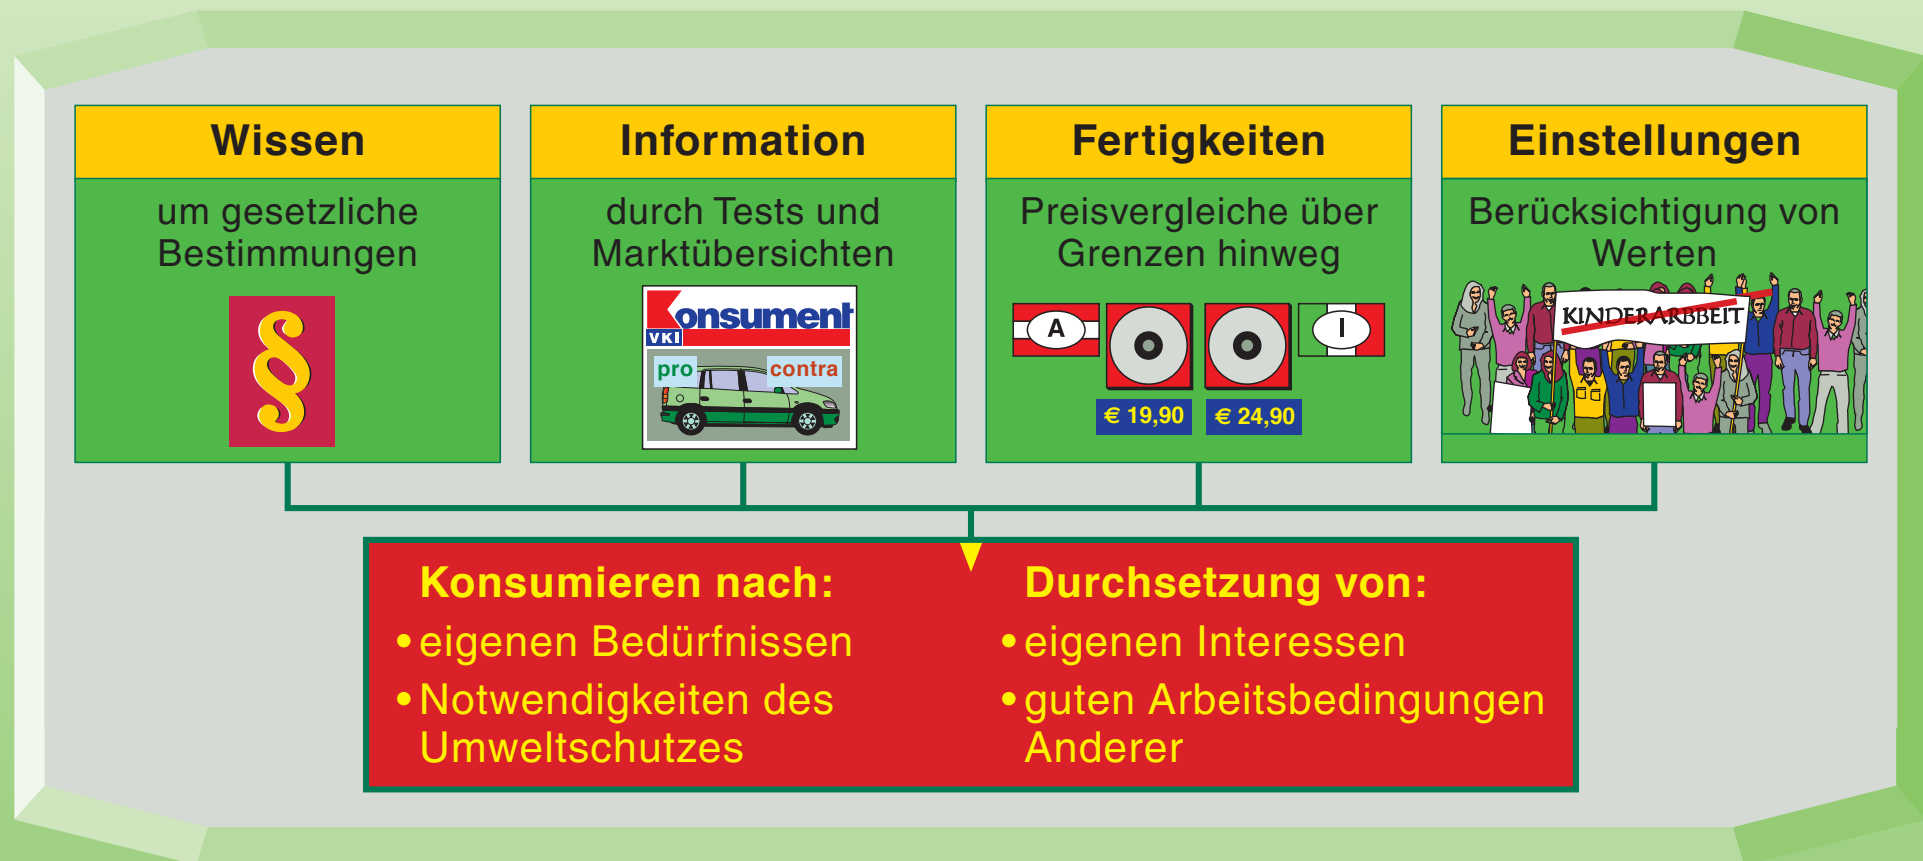 Wissen
um gesetzliche
Bestimmungen
§
Information
durch Tests und
Marktübersichten
Konsument
VKI
pro
contra
Fertigkeiten
Preisvergleiche über
Grenzen hinweg
A
I
€ 19,90
€ 24,90
Einstellungen
Berücksichtigung von
Werten
KINDERARBBEIT
Konsumieren nach:
• eigenen Bedürfnissen
• Notwendigkeiten des
Umweltschutzes
Durchsetzung von:
• eigenen Interessen
• guten Arbeitsbedingungen
Anderer